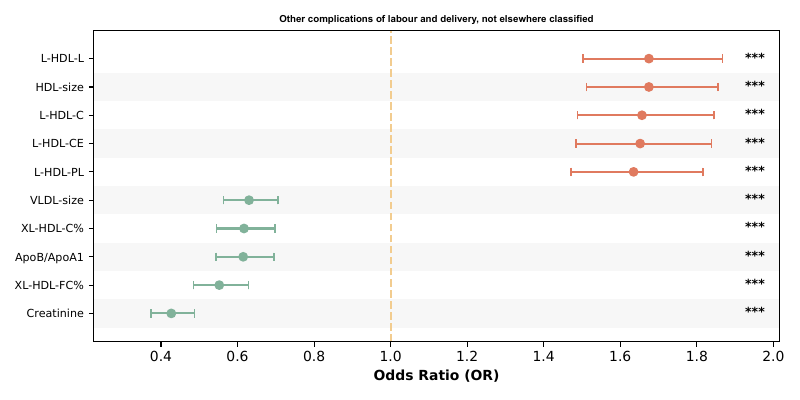 Other complications of labour and delivery, not elsewhere classified
L-HDL-L ***
HDL-size ***
L-HDL-C ***
L-HDL-CE ***
L-HDL-PL ***
VLDL-size ***
XL-HDL-C% ***
ApoB/ApoA1 ***
XL-HDL-FC% ***
Creatinine ***
0.4 0.6 0.8 1.0 1.2 1.4 1.6 1.8 2.0
Odds Ratio (OR)